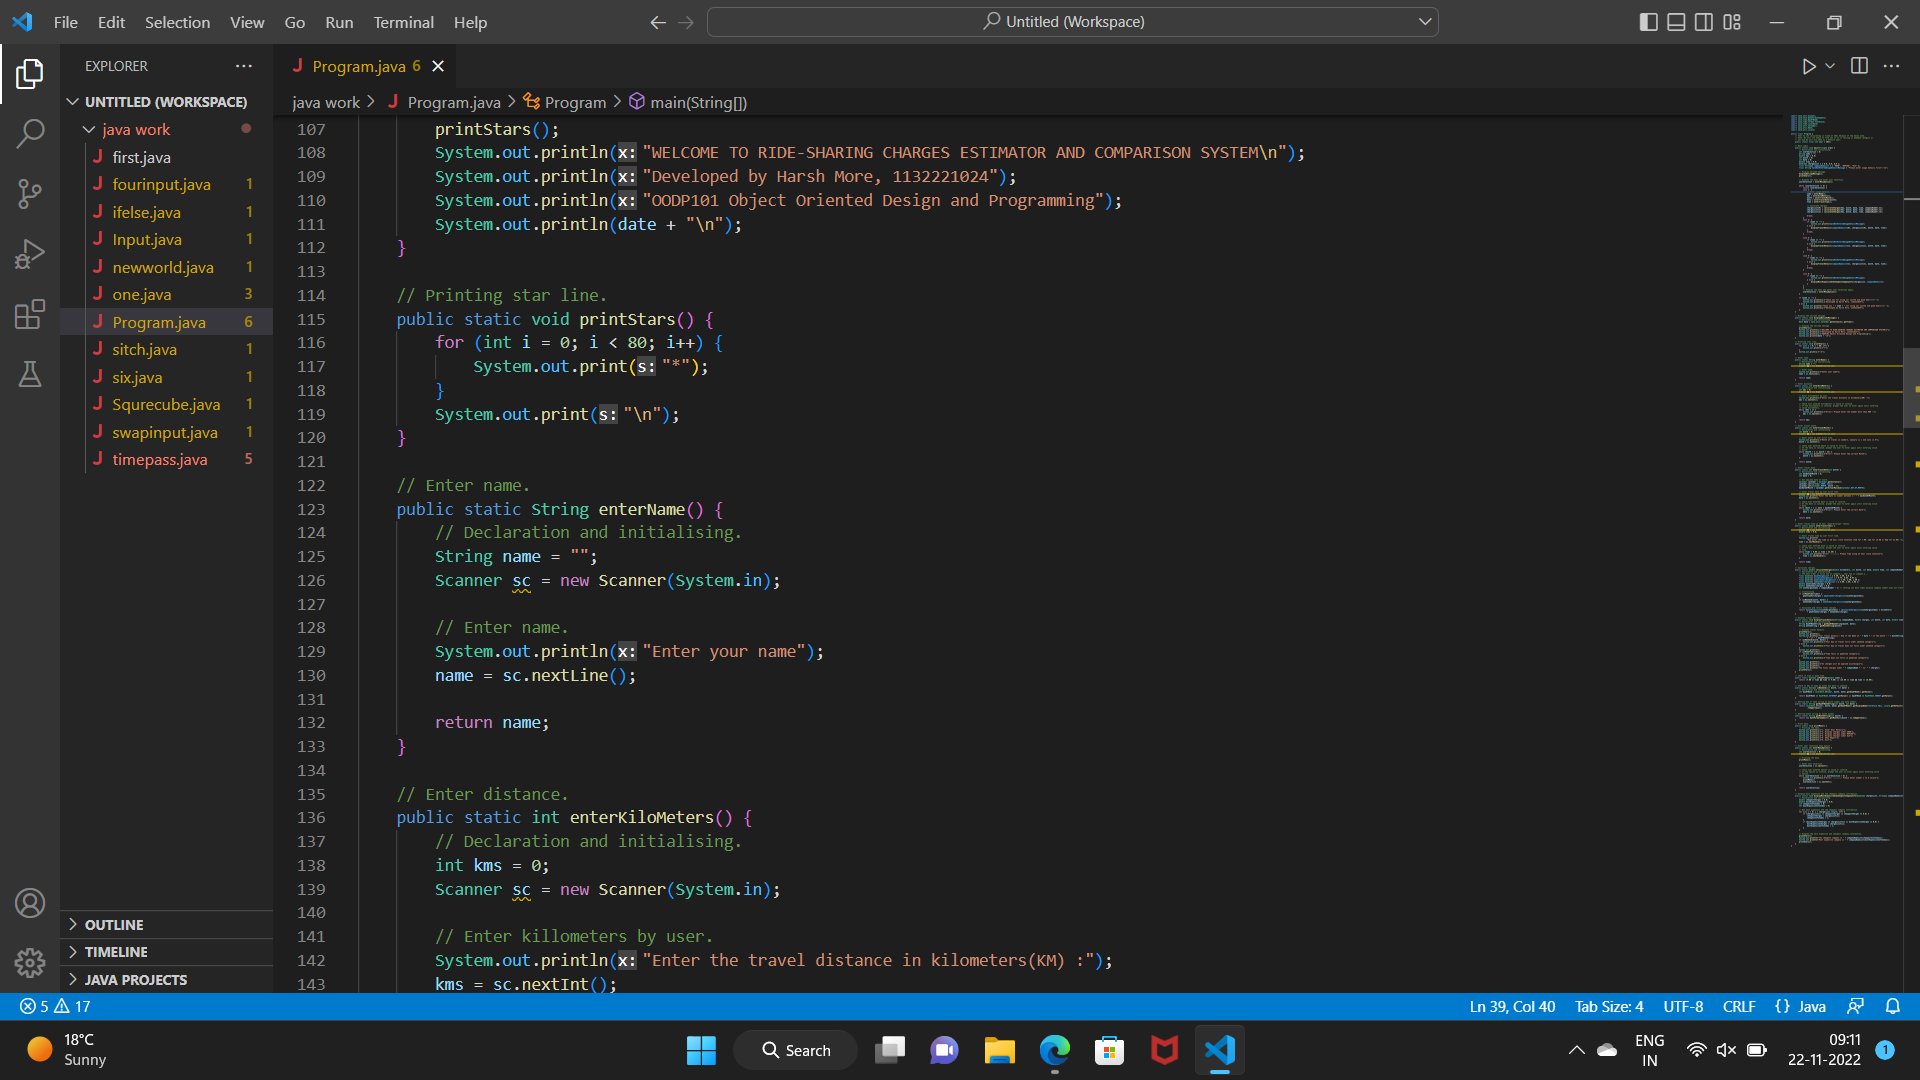 File Edit Selection View Go Run Terminal Help
Untitled (Workspace)
EXPLORER
Program.java 6
UNTITLED (WORKSPACE)
java work > Program.java > Program > main(String[])
java work
first.java
fourinput.java 1
ifelse.java 1
Input.java 1
newworld.java 1
one.java 3
Program.java 6
sitch.java 1
six.java 1
Squrecube.java 1
swapinput.java 1
timepass.java 5
OUTLINE
TIMELINE
JAVA PROJECTS
107 printStars();
108 System.out.println(x: "WELCOME TO RIDE-SHARING CHARGES ESTIMATOR AND COMPARISON SYSTEM\n");
109 System.out.println(x: "Developed by Harsh More, 1132221024");
110 System.out.println(x: "OODP101 Object Oriented Design and Programming");
111 System.out.println(date + "\n");
112 }
113
114 // Printing star line.
115 public static void printStars() {
116 for (int i = 0; i < 80; i++) {
117 System.out.print(s: "*");
118 }
119 System.out.print(s: "\n");
120 }
121
122 // Enter name.
123 public static String enterName() {
124 // Declaration and initialising.
125 String name = "";
126 Scanner sc = new Scanner(System.in);
127
128 // Enter name.
129 System.out.println(x: "Enter your name");
130 name = sc.nextLine();
131
132 return name;
133 }
134
135 // Enter distance.
136 public static int enterKiloMeters() {
137 // Declaration and initialising.
138 int kms = 0;
139 Scanner sc = new Scanner(System.in);
140
141 // Enter killometers by user.
142 System.out.println(x: "Enter the travel distance in kilometers(KM) :");
143 kms = sc.nextInt();
5 17
Ln 39, Col 40 Tab Size: 4 UTF-8 CRLF {} Java
18°C
Sunny
Search
ENG
IN
09:11
22-11-2022
1